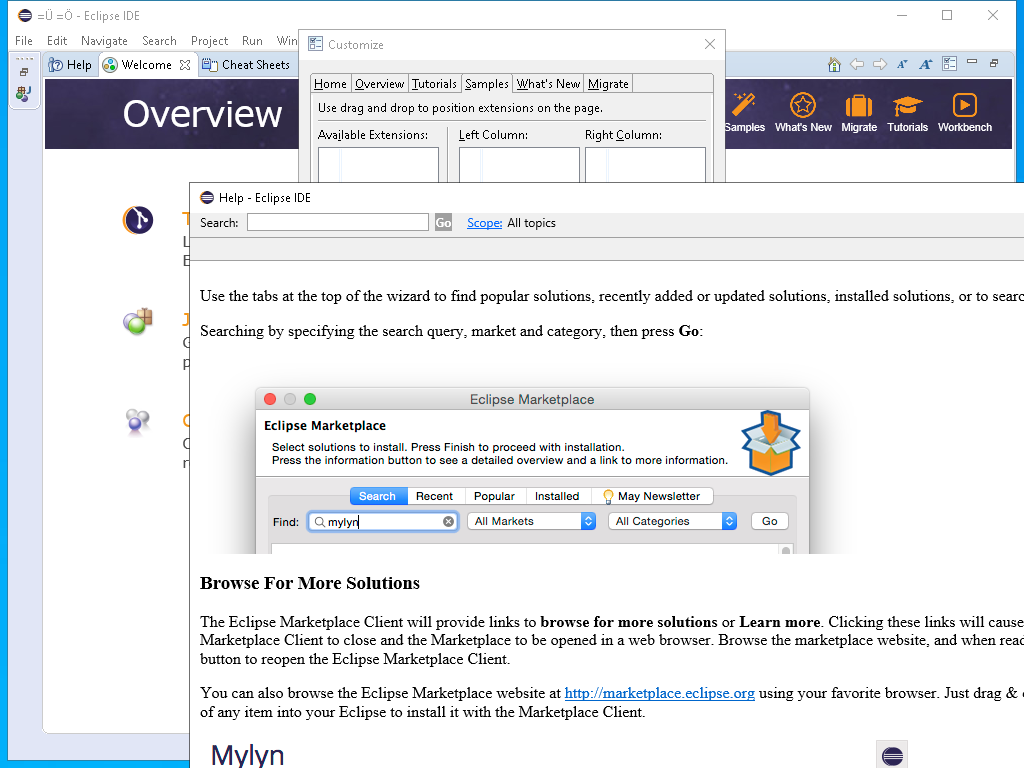 =Ü =Ö - Eclipse IDE
File Edit Navigate Search Project Run Win
Customize
Help Welcome Cheat Sheets
Home Overview Tutorials Samples What's New Migrate
Use drag and drop to position extensions on the page.
Available Extensions: Left Column: Right Column:
Overview
Samples What's New Migrate Tutorials Workbench
Help - Eclipse IDE
Search: Go Scope: All topics
Use the tabs at the top of the wizard to find popular solutions, recently added or updated solutions, installed solutions, or to searc
Searching by specifying the search query, market and category, then press Go:
Eclipse Marketplace
Eclipse Marketplace
Select solutions to install. Press Finish to proceed with installation.
Press the information button to see a detailed overview and a link to more information.
Search Recent Popular Installed May Newsletter
Find: mylyn All Markets All Categories Go
Browse For More Solutions
The Eclipse Marketplace Client will provide links to browse for more solutions or Learn more. Clicking these links will cause
Marketplace Client to close and the Marketplace to be opened in a web browser. Browse the marketplace website, and when read
button to reopen the Eclipse Marketplace Client.
You can also browse the Eclipse Marketplace website at http://marketplace.eclipse.org using your favorite browser. Just drag &
of any item into your Eclipse to install it with the Marketplace Client.
Mylyn